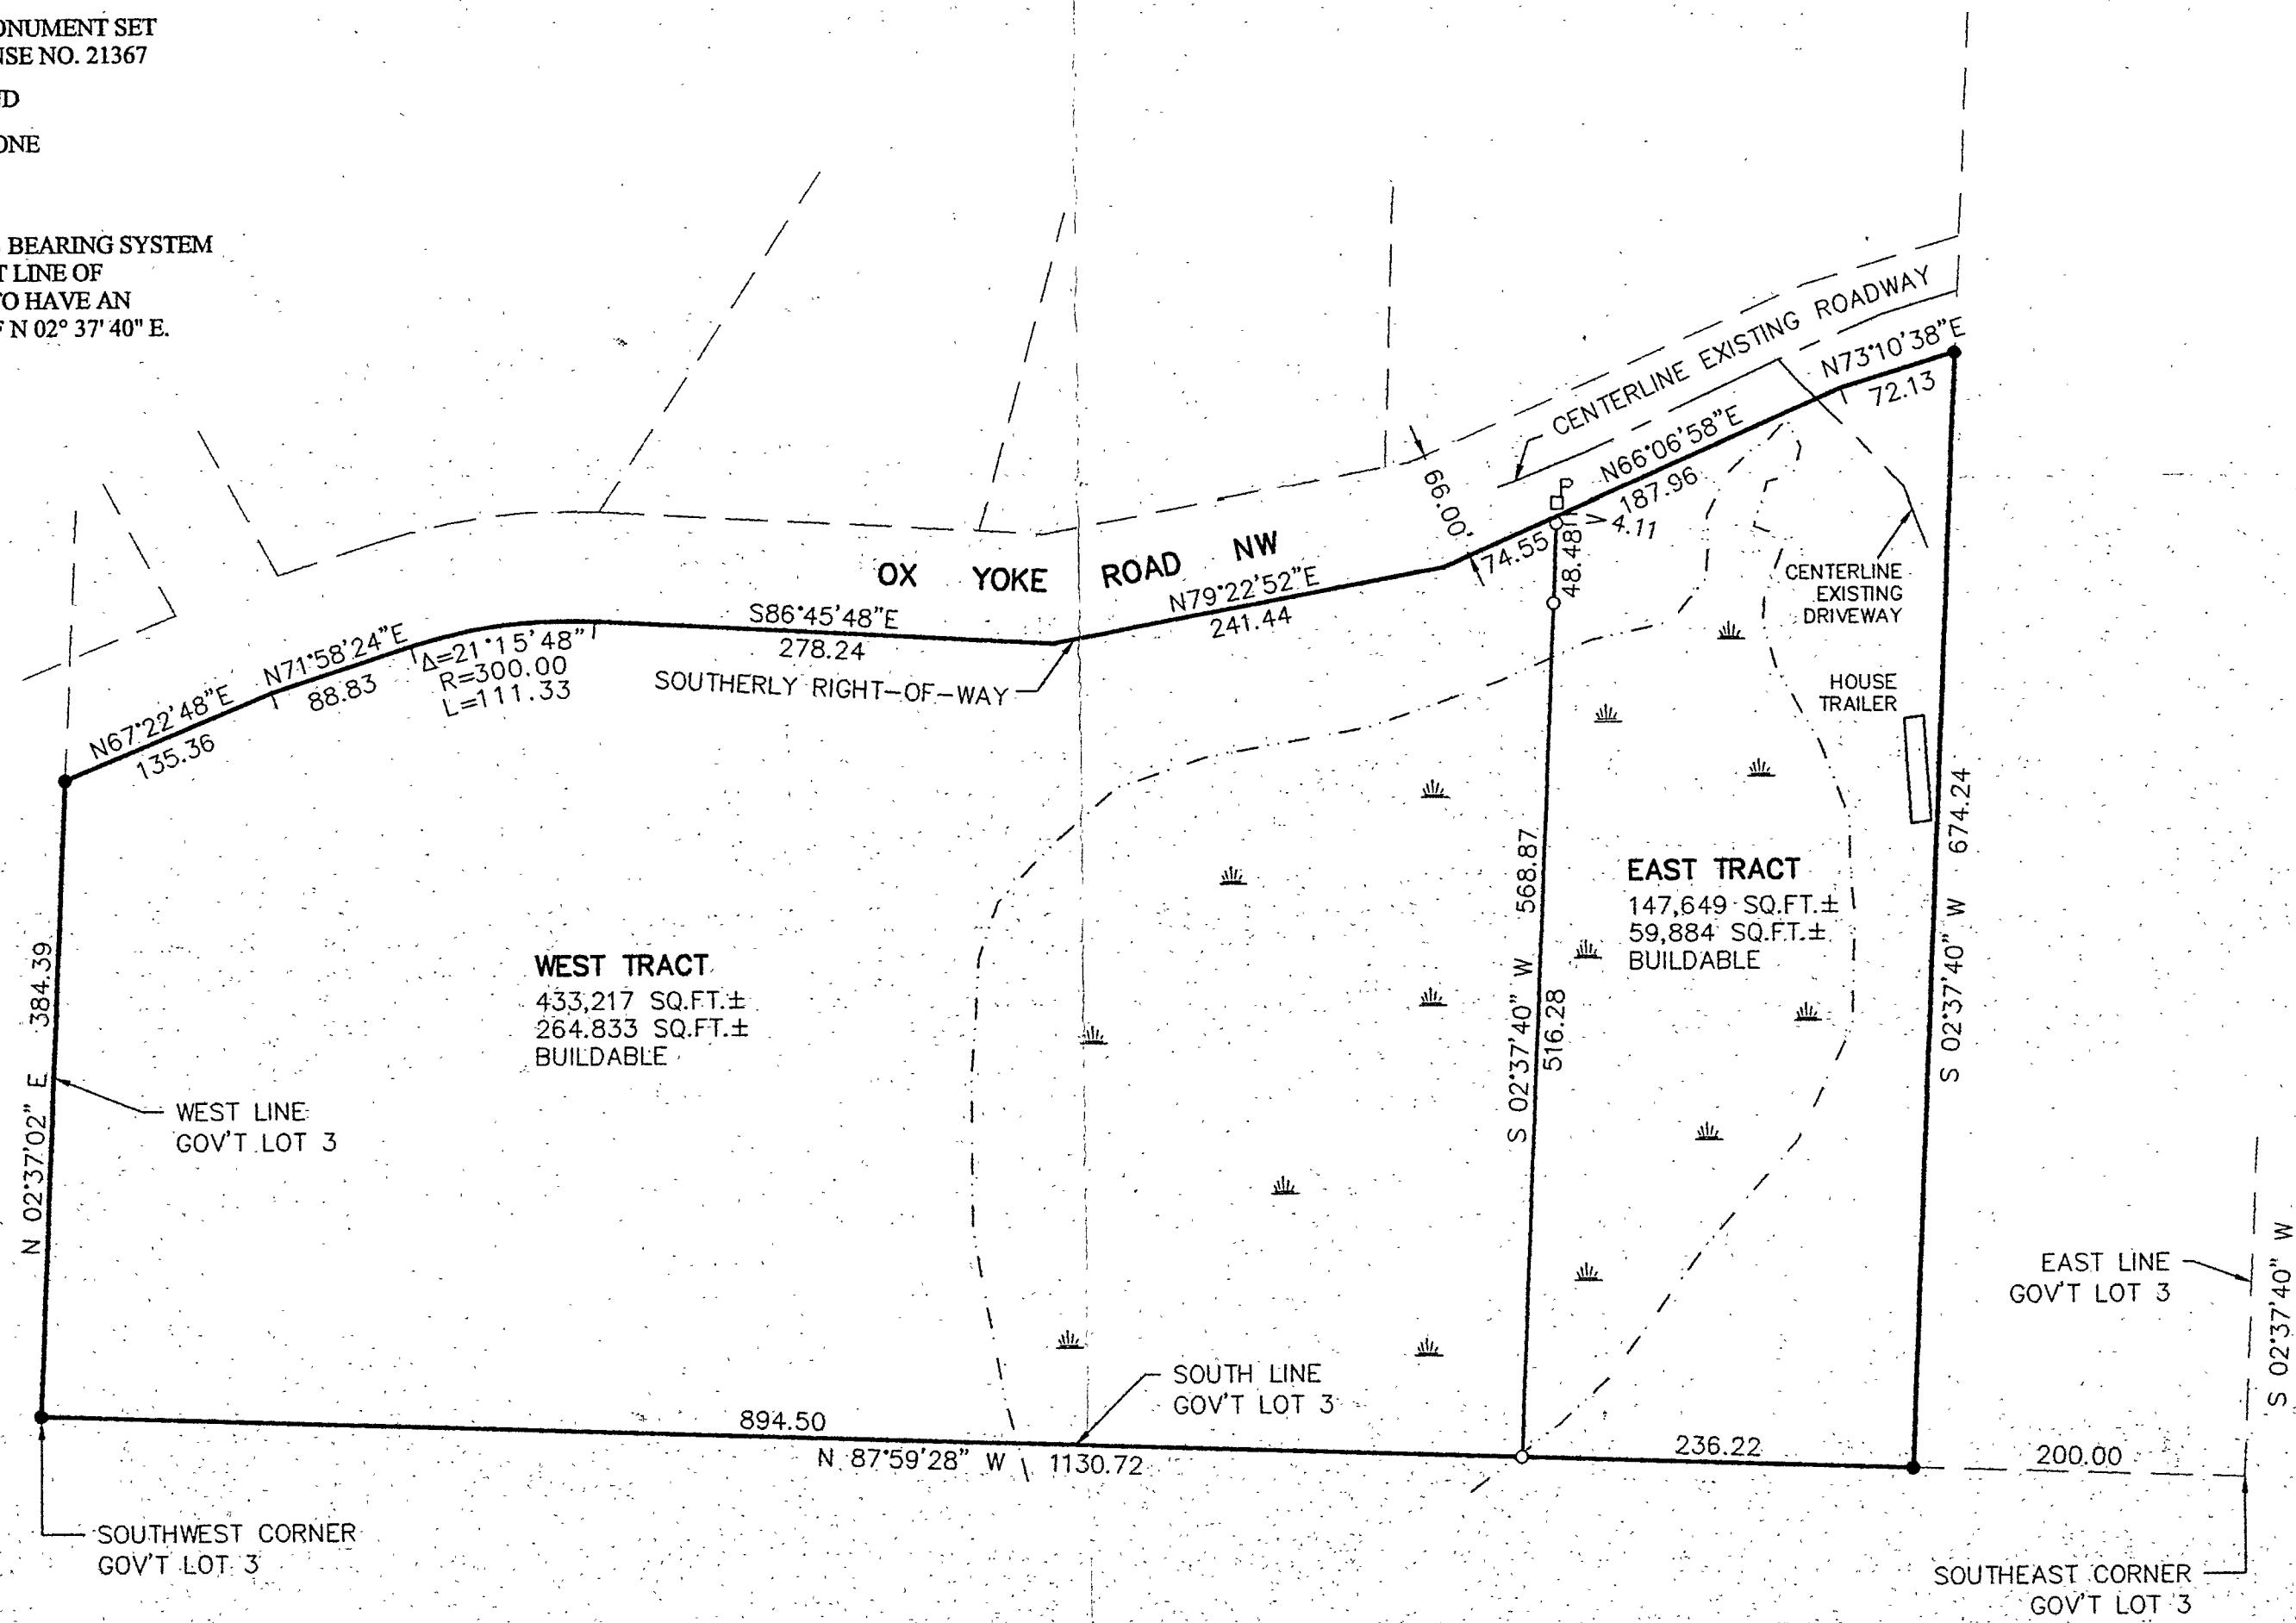 ONUMENT SET
NSE NO. 21367
ND
ONE
BEARING SYSTEM
T LINE OF
TO HAVE AN
F N 02° 37' 40" E.
CENTERLINE EXISTING ROADWAY
N73°10'38"E
72.13
N66°06'58"E
187.96
P
4.11
66.00'
74.55
48.48
OX YOKE ROAD NW
N79°22'52"E
241.44
S86°45'48"E
278.24
SOUTHERLY RIGHT-OF-WAY
Δ=21°15'48"
R=300.00
L=111.33
N71°58'24"E
88.83
N67°22'48"E
135.36
CENTERLINE
EXISTING
DRIVEWAY
HOUSE
TRAILER
S 02°37'40" W 674.24
S 02°37'40" W 568.87
516.28
EAST TRACT
147,649 SQ.FT.±
59,884 SQ.FT.±
BUILDABLE
WEST TRACT
433,217 SQ.FT.±
264.833 SQ.FT.±
BUILDABLE
N 02°37'02" E 384.39
WEST LINE
GOV'T LOT 3
SOUTH LINE
GOV'T LOT 3
EAST LINE
GOV'T LOT 3
S 02°37'40" W
894.50
N 87°59'28" W 1130.72
236.22
200.00
SOUTHWEST CORNER
GOV'T LOT 3
SOUTHEAST CORNER
GOV'T LOT 3